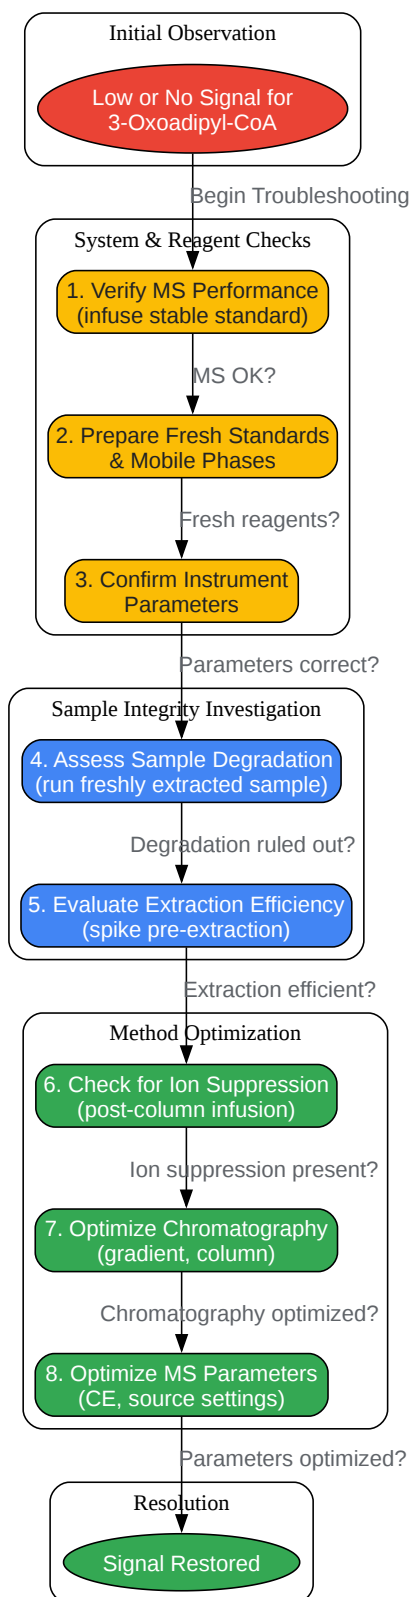 Initial Observation
Low or No Signal for
3-Oxoadipyl-CoA
Begin Troubleshooting
System & Reagent Checks
1. Verify MS Performance
(infuse stable standard)
MS OK?
2. Prepare Fresh Standards
& Mobile Phases
Fresh reagents?
3. Confirm Instrument
Parameters
Parameters correct?
Sample Integrity Investigation
4. Assess Sample Degradation
(run freshly extracted sample)
Degradation ruled out?
5. Evaluate Extraction Efficiency
(spike pre-extraction)
Extraction efficient?
Method Optimization
6. Check for Ion Suppression
(post-column infusion)
Ion suppression present?
7. Optimize Chromatography
(gradient, column)
Chromatography optimized?
8. Optimize MS Parameters
(CE, source settings)
Parameters optimized?
Resolution
Signal Restored